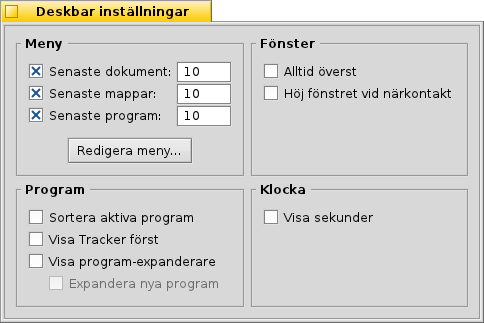 Deskbar inställningar
Meny
Senaste dokument: 10
Senaste mappar: 10
Senaste program: 10
Redigera meny...
Fönster
Alltid överst
Höj fönstret vid närkontakt
Program
Sortera aktiva program
Visa Tracker först
Visa program-expanderare
Expandera nya program
Klocka
Visa sekunder